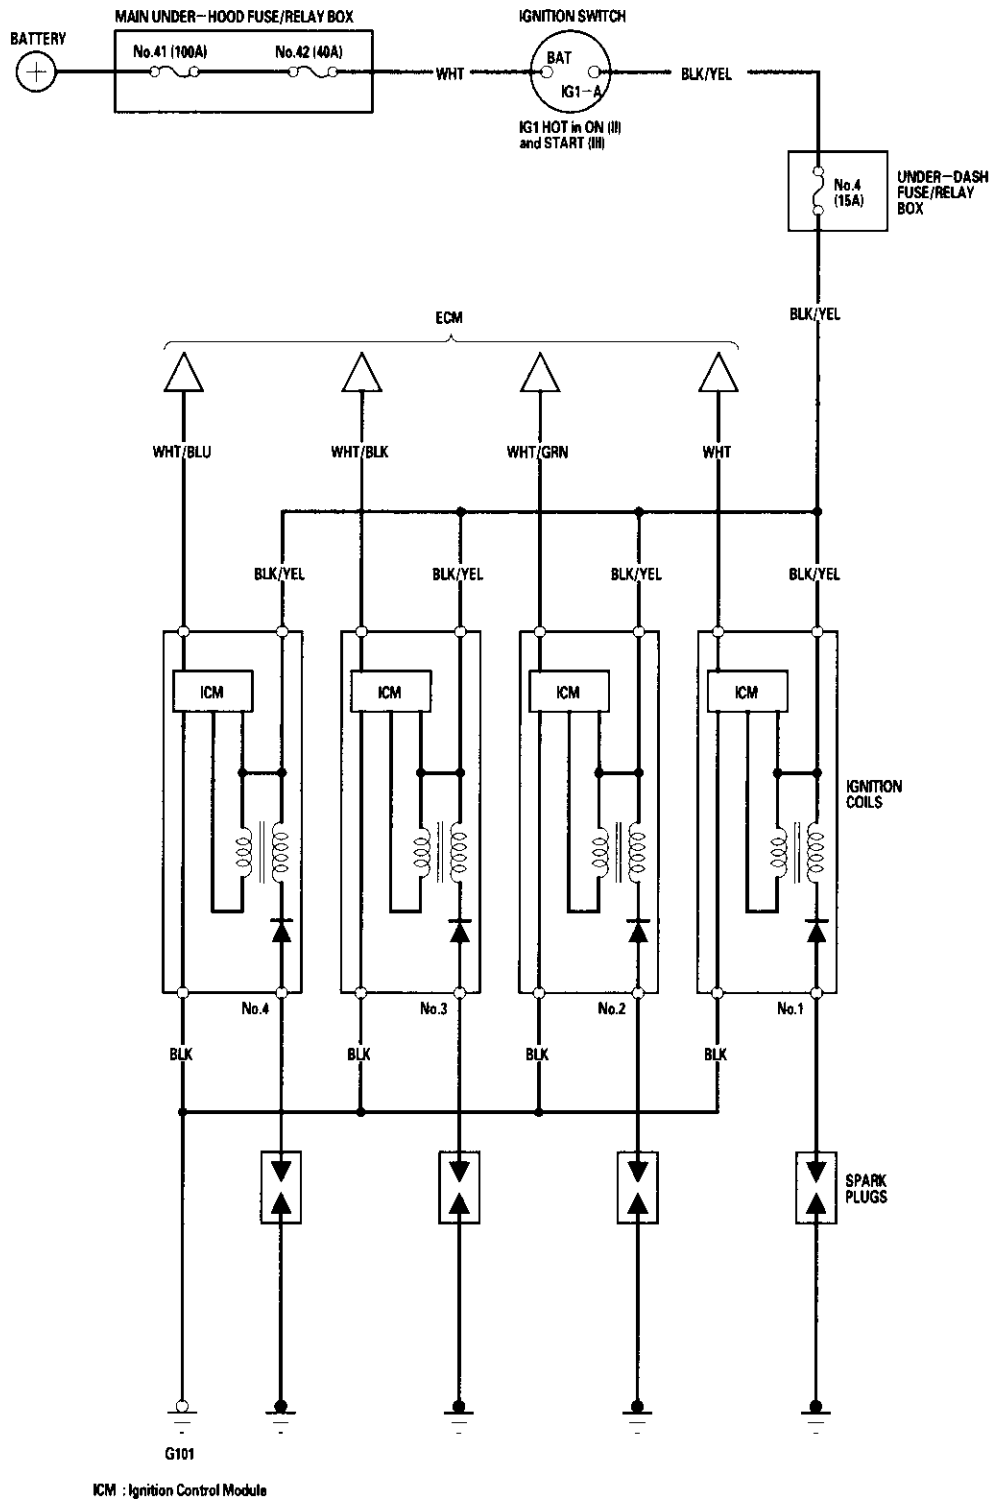 MAIN UNDER-HOOD FUSE/RELAY BOX
IGNITION SWITCH
BATTERY
No.41 (100A)
No.42 (40A)
WHT
BAT
IG1-A
BLK/YEL
IG1 HOT in ON (II)
and START (III)
No.4
(15A)
UNDER-DASH
FUSE/RELAY
BOX
BLK/YEL
ECM
WHT/BLU
WHT/BLK
WHT/GRN
WHT
BLK/YEL
BLK/YEL
BLK/YEL
BLK/YEL
ICM
ICM
ICM
ICM
IGNITION
COILS
No.4
No.3
No.2
No.1
BLK
BLK
BLK
BLK
SPARK
PLUGS
G101
ICM : Ignition Control Module